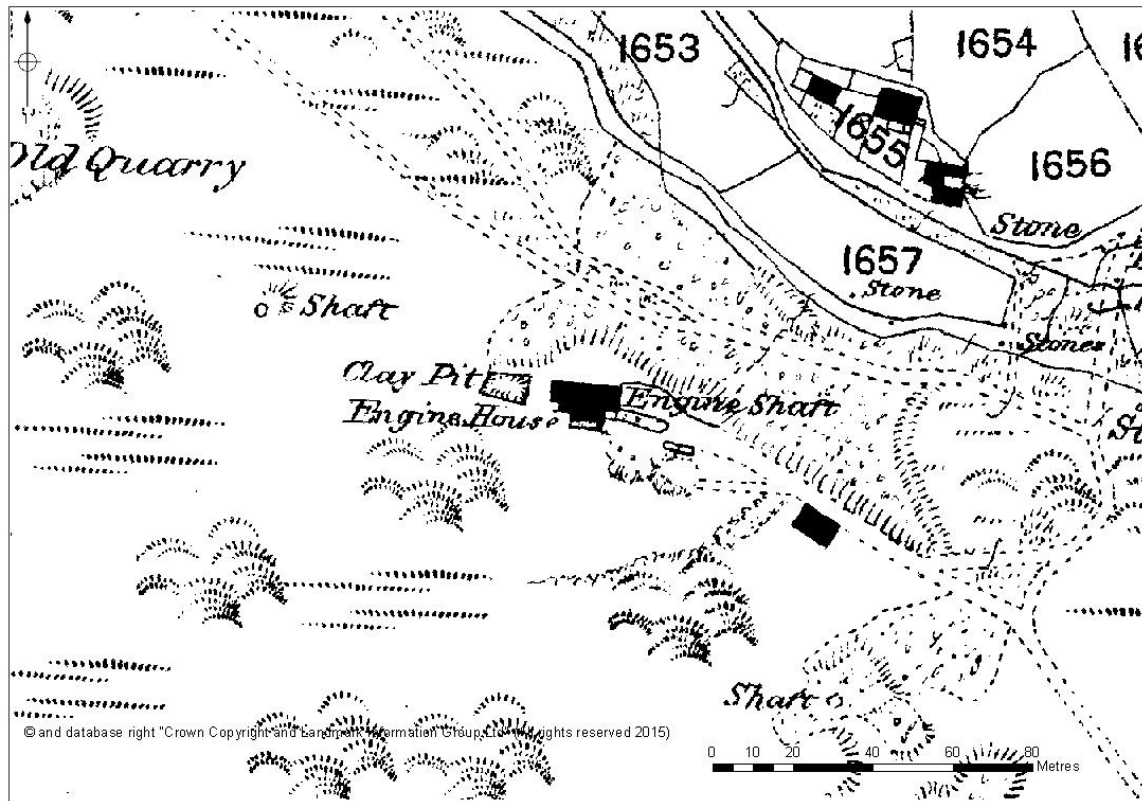 1653
1654
1655
1656
Old Quarry
Stone
1657
Stone
Shaft
Stones
Clay Pit
Engine Shaft
Engine House
Shaft
© and database right "Crown Copyright and Landmark Information Group Ltd" (All rights reserved 2015)
0 10 20 40 60 80
Metres